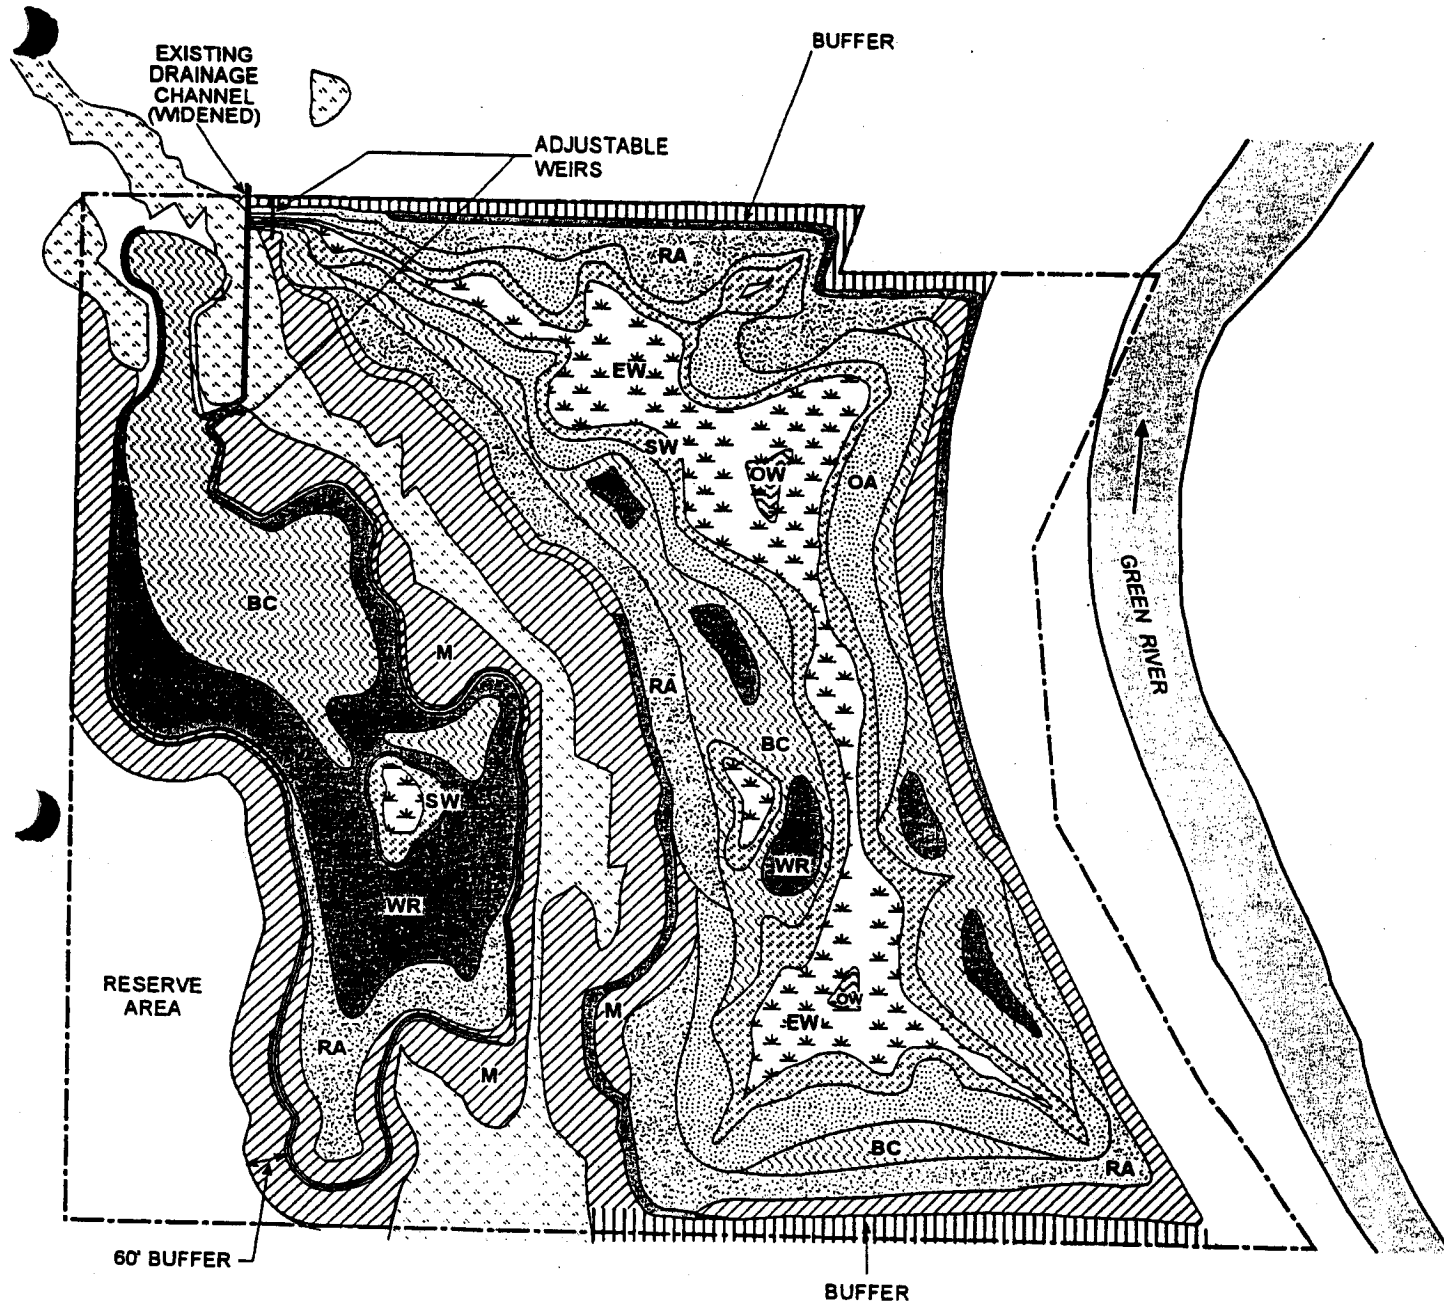 BUFFER
EXISTING
DRAINAGE
CHANNEL
(WIDENED)
ADJUSTABLE
WEIRS
RA
EW
SW
OW
OA
GREEN RIVER
BC
M
RA
BC
SW
WR
WR
RESERVE
AREA
OW
M
EW
RA
M
BC
RA
60' BUFFER
BUFFER